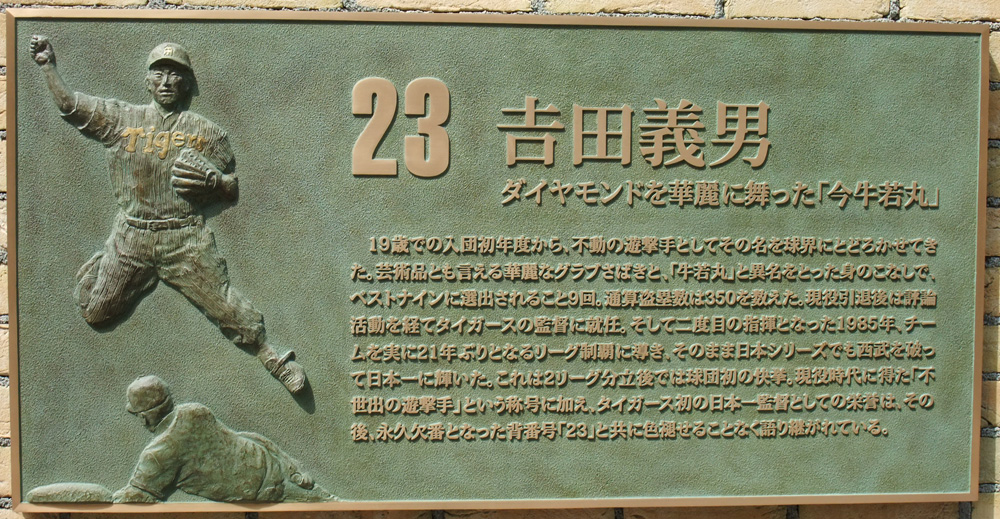 Tigers
23 吉田義男
ダイヤモンドを華麗に舞った「今牛若丸」
19歳での入団初年度から、不動の遊撃手としてその名を球界にとどろかせてき
た。芸術品とも言える華麗なグラブさばきと、「牛若丸」と異名をとった身のこなしで、
ベストナインに選出されること9回。通算盗塁数は350を数えた。現役引退後は評論
活動を経てタイガースの監督に就任。そして二度目の指揮となった1985年、チー
ムを実に21年ぶりとなるリーグ制覇に導き、そのまま日本シリーズでも西武を破っ
て日本一に輝いた。これは2リーグ分立後では球団初の快挙。現役時代に得た「不
世出の遊撃手」という称号に加え、タイガース初の日本一監督としての栄誉は、その
後、永久欠番となった背番号「23」と共に色褪せることなく語り継がれている。